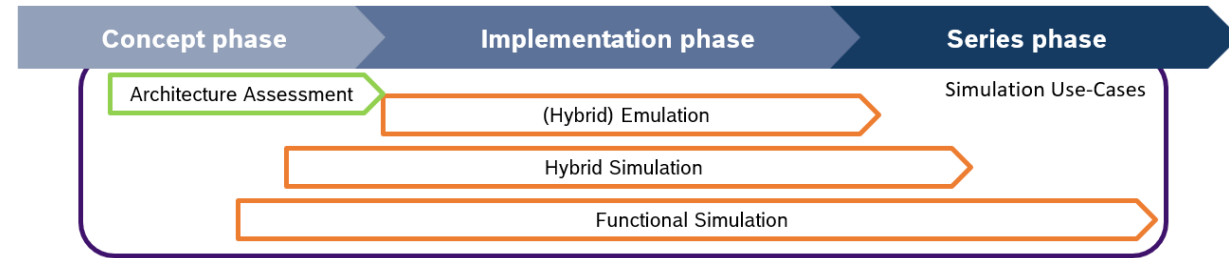 Concept phase
Implementation phase
Series phase
Architecture Assessment
Simulation Use-Cases
(Hybrid) Emulation
Hybrid Simulation
Functional Simulation